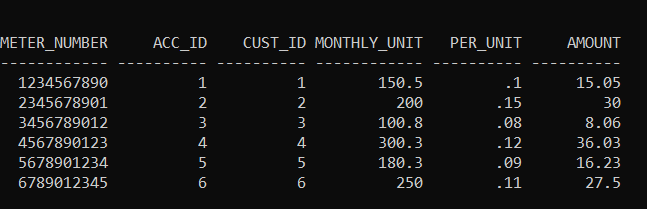 METER_NUMBER ACC_ID CUST_ID MONTHLY_UNIT PER_UNIT AMOUNT
------------ ---------- ---------- ------------ ---------- ----------
1234567890 1 1 150.5 .1 15.05
2345678901 2 2 200 .15 30
3456789012 3 3 100.8 .08 8.06
4567890123 4 4 300.3 .12 36.03
5678901234 5 5 180.3 .09 16.23
6789012345 6 6 250 .11 27.5